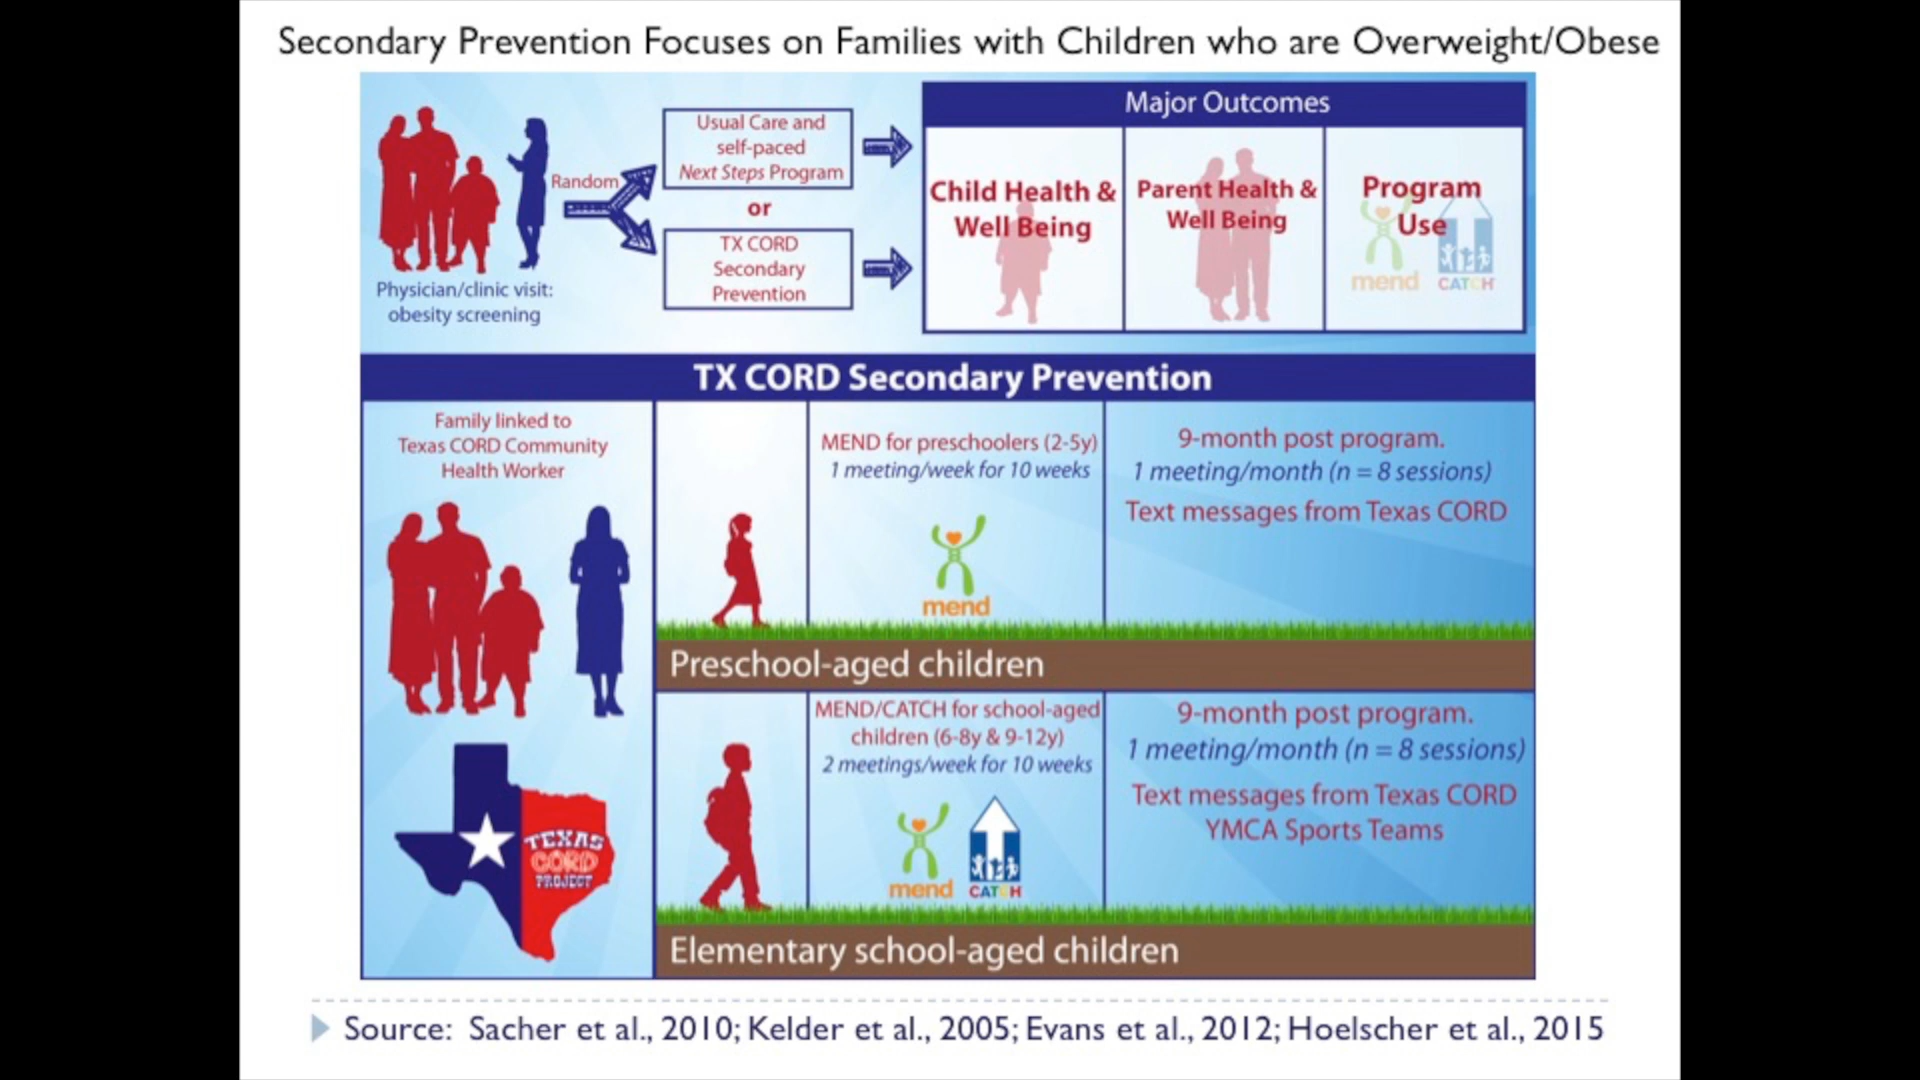 Secondary Prevention Focuses on Families with Children who are Overweight/Obese
Physician/clinic visit:
obesity screening
Random
Usual Care and
self-paced
Next Steps Program
or
TX CORD
Secondary
Prevention
Major Outcomes
Child Health &
Well Being
Parent Health &
Well Being
Program
Use
mend
CATCH
TX CORD Secondary Prevention
Family linked to
Texas CORD Community
Health Worker
TEXAS
CORD
PROJECT
MEND for preschoolers (2-5y)
1 meeting/week for 10 weeks
mend
9-month post program.
1 meeting/month (n = 8 sessions)
Text messages from Texas CORD
Preschool-aged children
MEND/CATCH for school-aged
children (6-8y & 9-12y)
2 meetings/week for 10 weeks
mend
CATCH
9-month post program.
1 meeting/month (n = 8 sessions)
Text messages from Texas CORD
YMCA Sports Teams
Elementary school-aged children
Source: Sacher et al., 2010; Kelder et al., 2005; Evans et al., 2012; Hoelscher et al., 2015